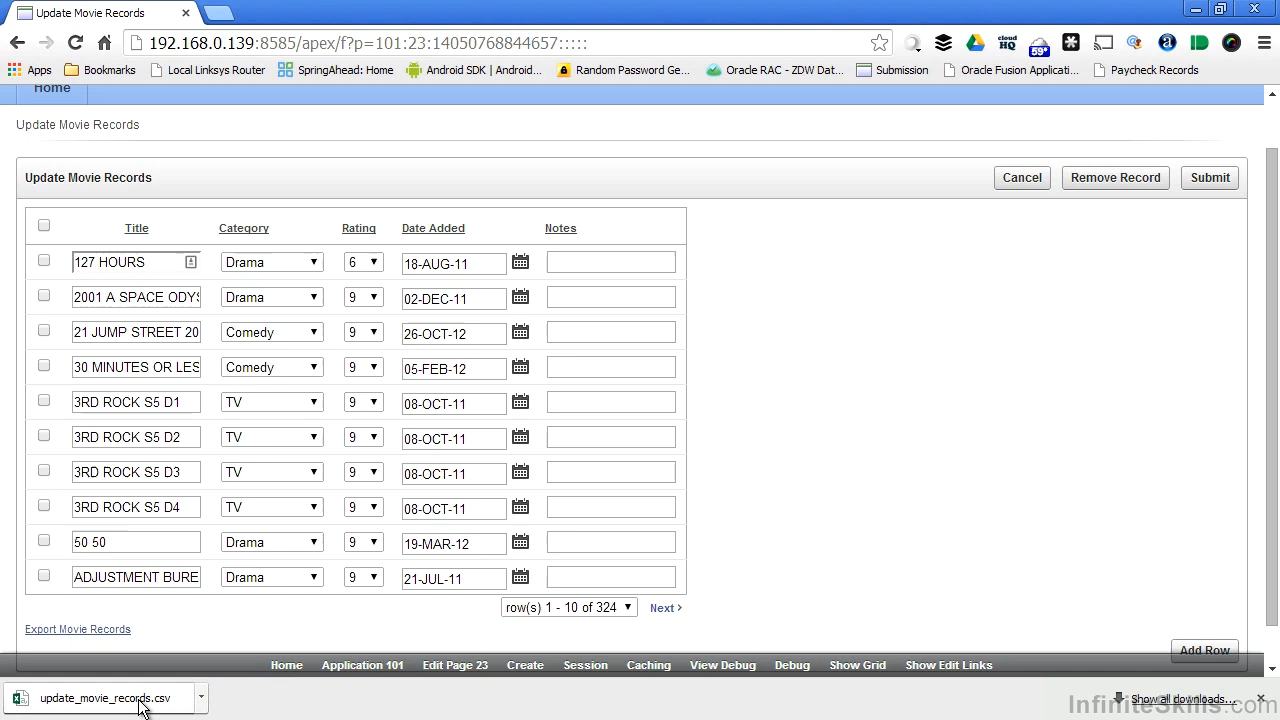 Update Movie Records
192.168.0.139:8585/apex/f?p=101:23:14050768844657:::::
59°
Apps Bookmarks Local Linksys Router SpringAhead: Home Android SDK | Android... Random Password Ge... Oracle RAC - ZDW Dat... Submission Oracle Fusion Applicati... Paycheck Records
Home
Update Movie Records
Update Movie Records Cancel Remove Record Submit
Title Category Rating Date Added Notes
127 HOURS Drama 6 18-AUG-11
2001 A SPACE ODYS Drama 9 02-DEC-11
21 JUMP STREET 20 Comedy 9 26-OCT-12
30 MINUTES OR LES Comedy 9 05-FEB-12
3RD ROCK S5 D1 TV 9 08-OCT-11
3RD ROCK S5 D2 TV 9 08-OCT-11
3RD ROCK S5 D3 TV 9 08-OCT-11
3RD ROCK S5 D4 TV 9 08-OCT-11
50 50 Drama 9 19-MAR-12
ADJUSTMENT BURE Drama 9 21-JUL-11
row(s) 1 - 10 of 324 Next >
Export Movie Records
Add Row
Home Application 101 Edit Page 23 Create Session Caching View Debug Debug Show Grid Show Edit Links
update_movie_records.csv Show all downloads...
InfiniteSkills.com